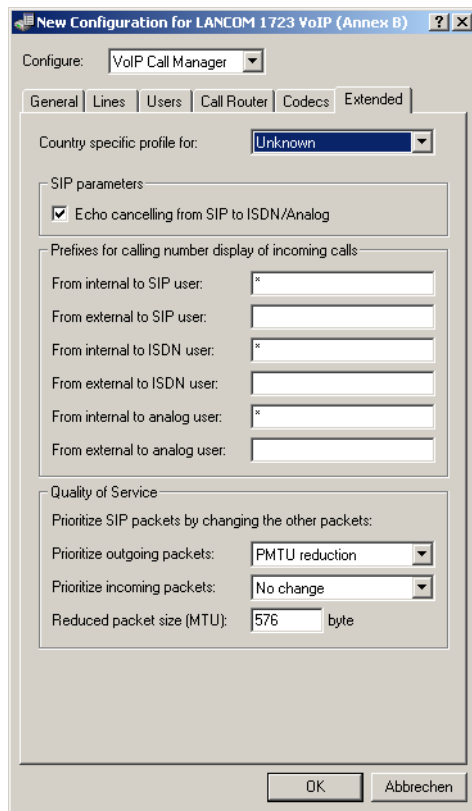 New Configuration for LANCOM 1723 VoIP (Annex B)
Configure: VoIP Call Manager
General Lines Users Call Router Codecs Extended
Country specific profile for: Unknown
SIP parameters
Echo cancelling from SIP to ISDN/Analog
Prefixes for calling number display of incoming calls
From internal to SIP user: *
From external to SIP user:
From internal to ISDN user: *
From external to ISDN user:
From internal to analog user: *
From external to analog user:
Quality of Service
Prioritize SIP packets by changing the other packets:
Prioritize outgoing packets: PMTU reduction
Prioritize incoming packets: No change
Reduced packet size (MTU): 576 byte
OK Abbrechen